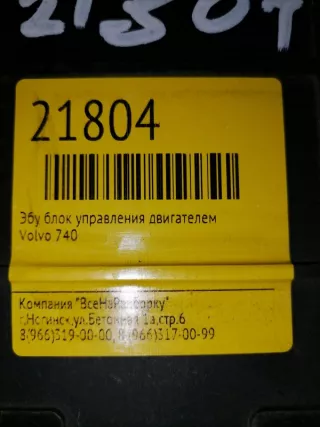 21804
Эбу блок управления двигателем
Volvo 740
Компания "ВсеНаРазборку"
г.Ногинск,ул.Бетонная 1а,стр.6
8(966)319-00-00, 8(966)317-00-99